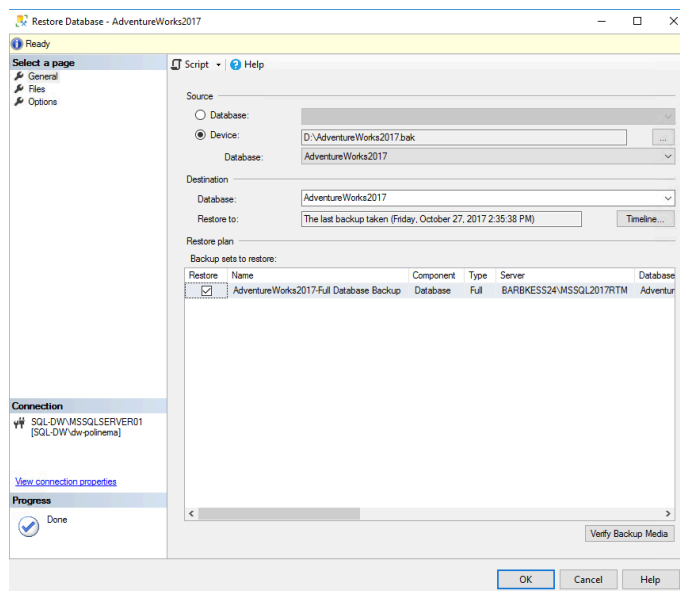 Restore Database - AdventureWorks2017
Ready
Select a page
General
Files
Options
Script
Help
Source
Database:
Device:
D:\AdventureWorks2017.bak
...
Database:
AdventureWorks2017
Destination
Database:
AdventureWorks2017
Restore to:
The last backup taken (Friday, October 27, 2017 2:35:38 PM)
Timeline...
Restore plan
Backup sets to restore:
Restore Name Component Type Server Database
AdventureWorks2017-Full Database Backup Database Full BARBKESS24\MSSQL2017RTM Adventur
Connection
SQL-DW\MSSQLSERVER01
[SQL-DW\dw-polinema]
View connection properties
Progress
Done
Verify Backup Media
OK Cancel Help